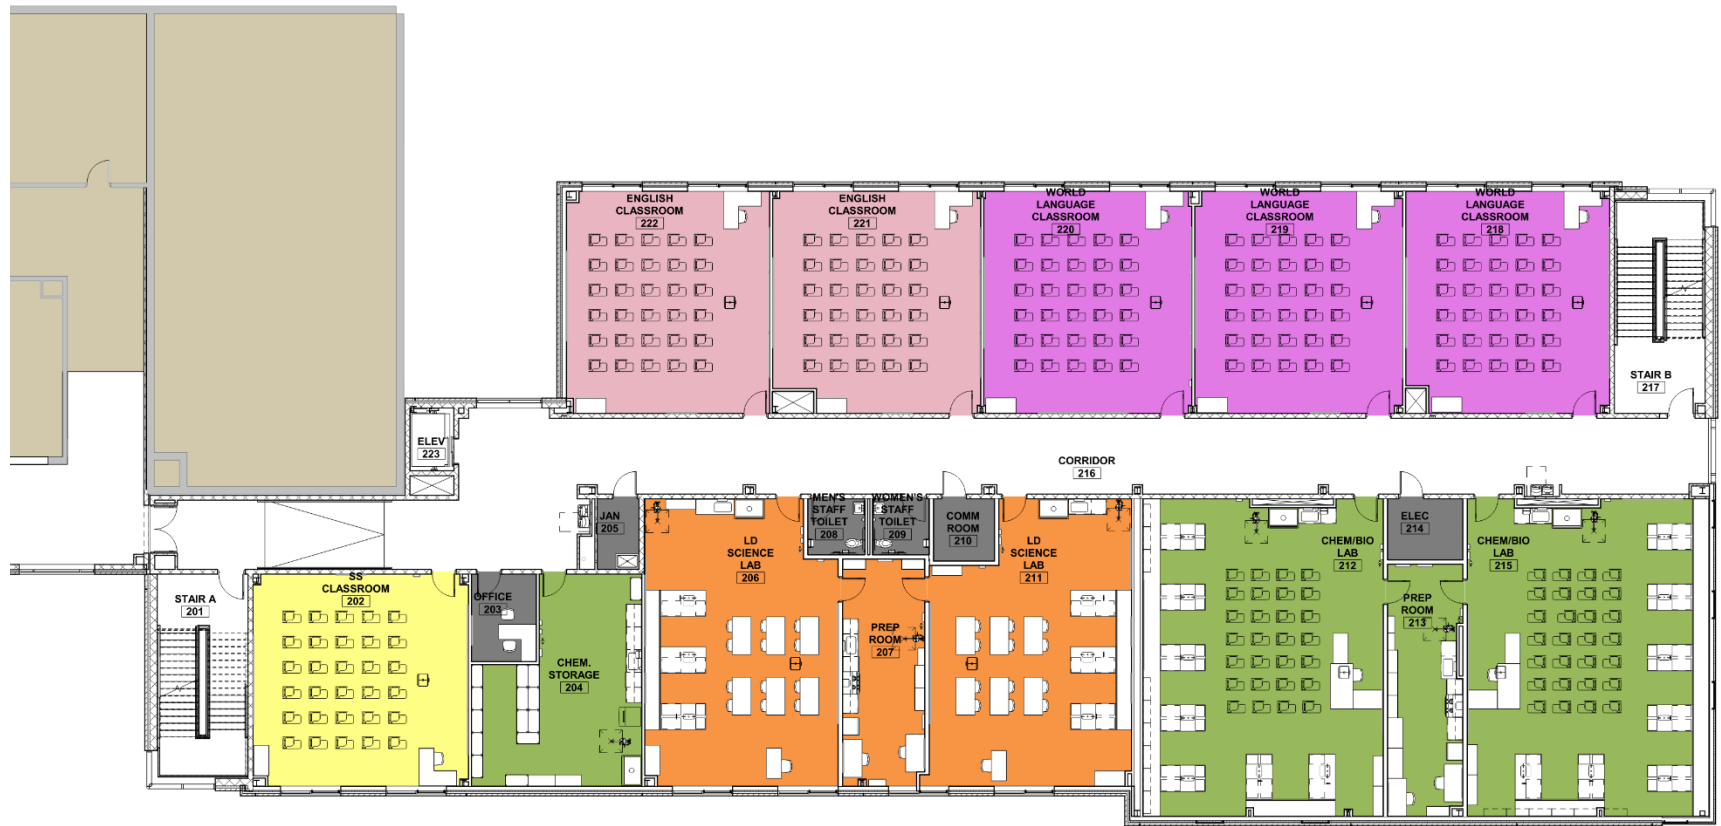 ENGLISH
CLASSROOM
222
ENGLISH
CLASSROOM
221
WORLD
LANGUAGE
CLASSROOM
220
WORLD
LANGUAGE
CLASSROOM
219
WORLD
LANGUAGE
CLASSROOM
218
STAIR B
217
ELEV
223
CORRIDOR
216
JAN
205
MEN'S
STAFF
TOILET
208
WOMEN'S
STAFF
TOILET
209
COMM
ROOM
210
ELEC
214
LD
SCIENCE
LAB
206
LD
SCIENCE
LAB
211
CHEM/BIO
LAB
212
CHEM/BIO
LAB
215
STAIR A
201
SS
CLASSROOM
202
OFFICE
203
PREP
ROOM
207
PREP
ROOM
213
CHEM.
STORAGE
204